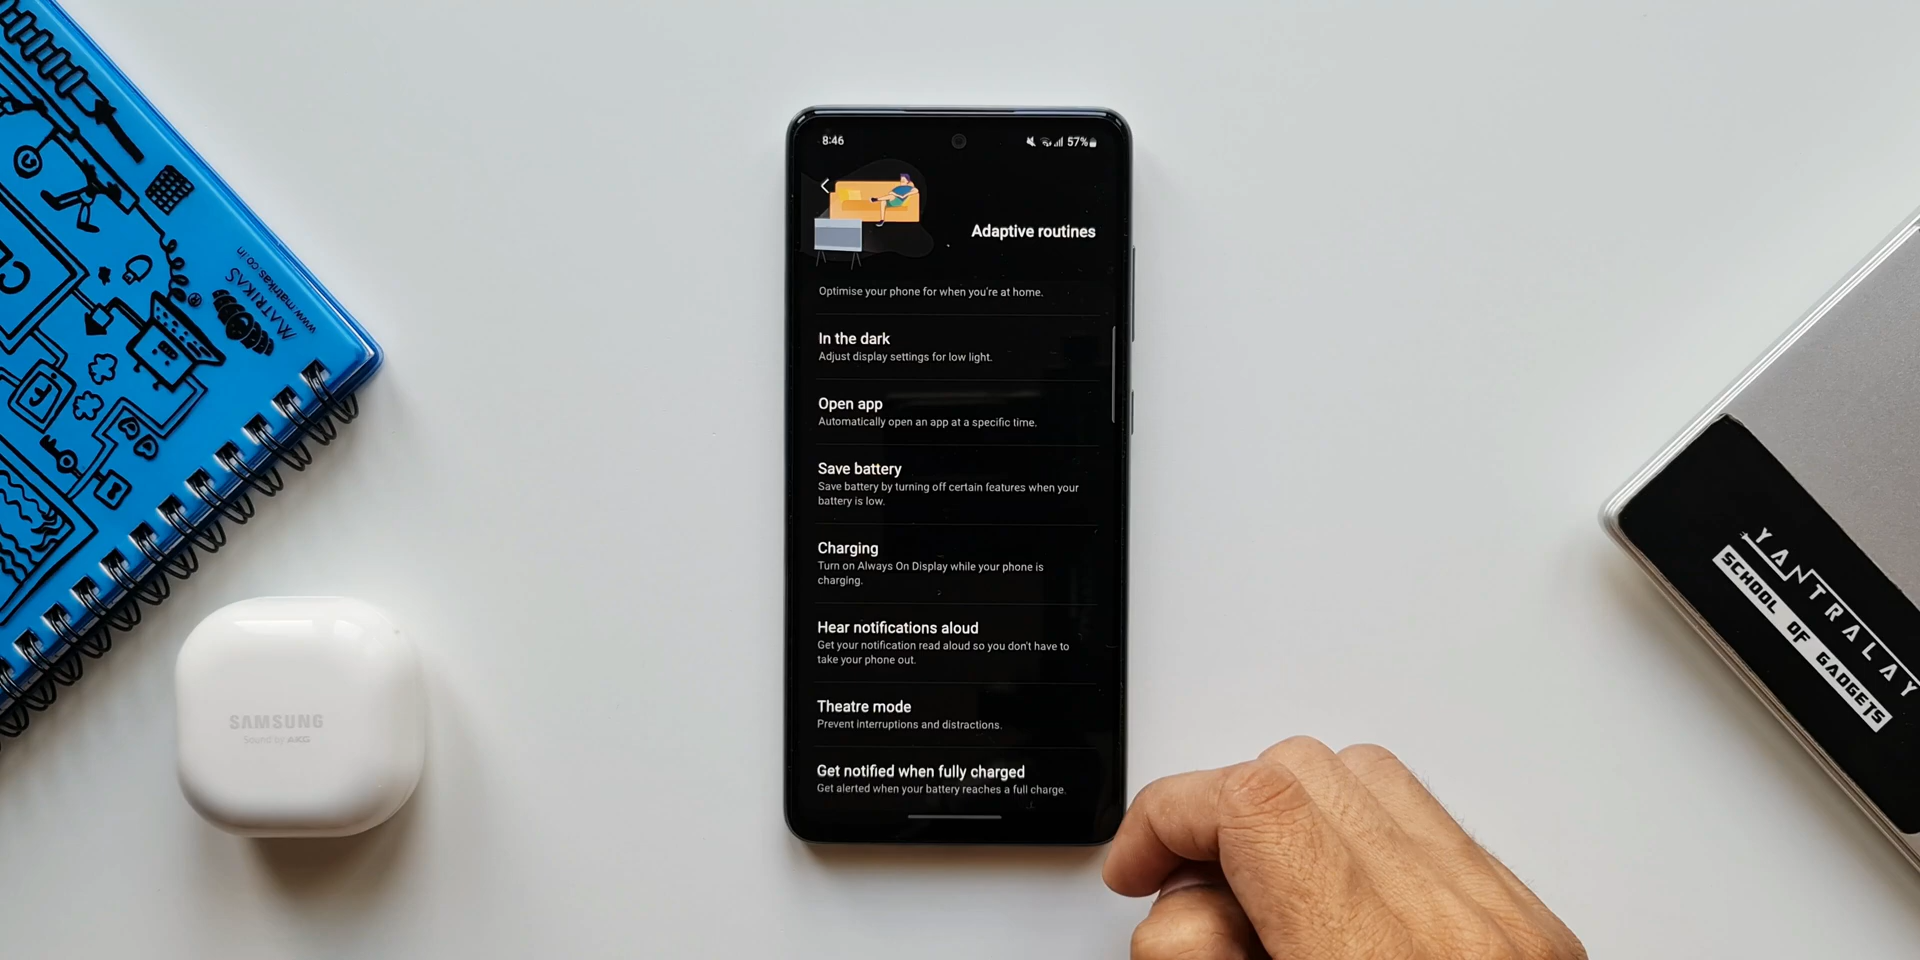 8:46
57%
Adaptive routines
Optimise your phone for when you're at home.
In the dark
Adjust display settings for low light.
Open app
Automatically open an app at a specific time.
Save battery
Save battery by turning off certain features when your
battery is low.
Charging
Turn on Always On Display while your phone is
charging.
Hear notifications aloud
Get your notification read aloud so you don't have to
take your phone out.
Theatre mode
Prevent interruptions and distractions.
Get notified when fully charged
Get alerted when your battery reaches a full charge.
SAMSUNG
Sound by AKG
MATRIKAS®
www.matrikas.co.in
YANTRALAY
SCHOOL OF GADGETS